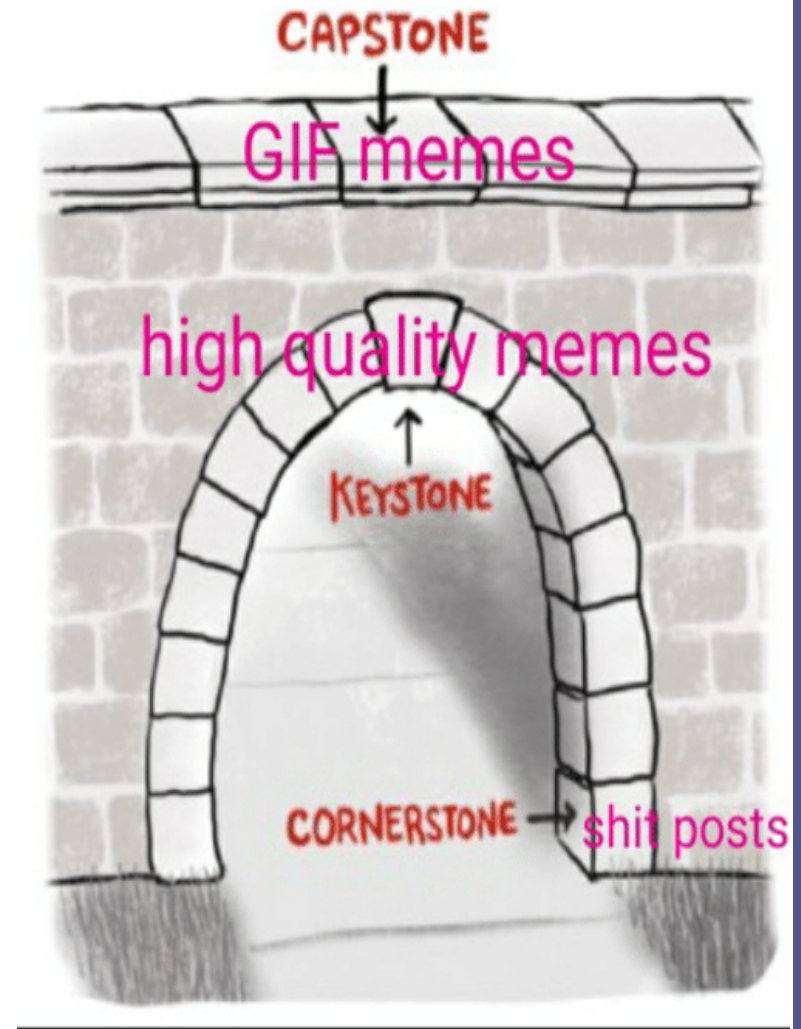 CAPSTONE
GIF memes
high quality memes
KEYSTONE
CORNERSTONE
shit posts